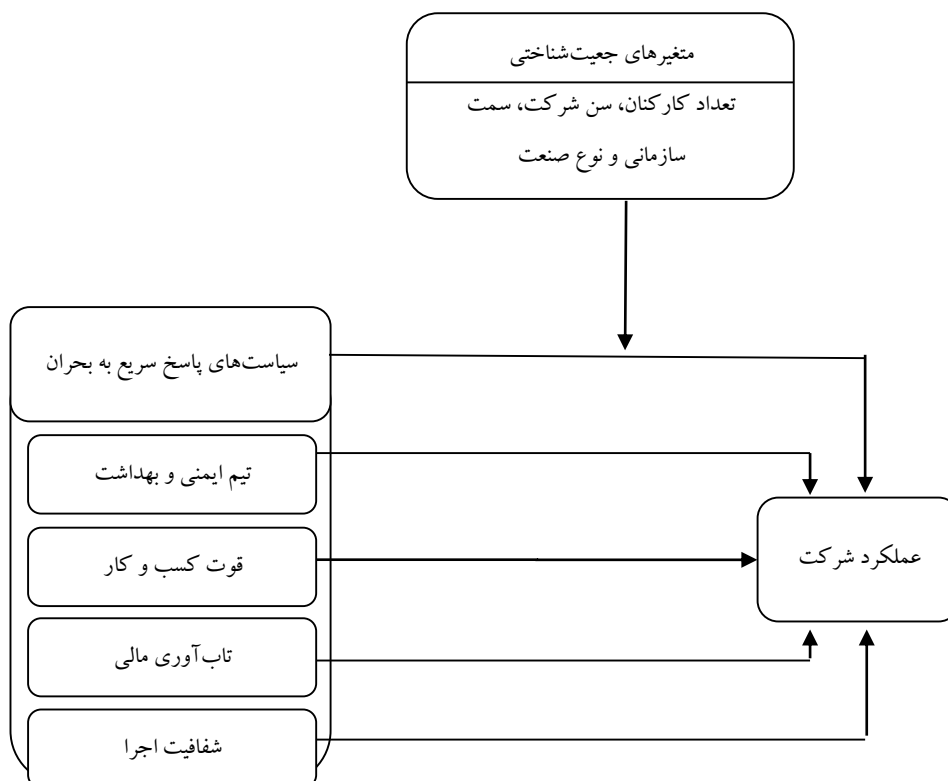 متغیرهای جعیت‌شناختی
تعداد کارکنان، سن شرکت، سمت
سازمانی و نوع صنعت
سیاست‌های پاسخ سریع به بحران
تیم ایمنی و بهداشت
قوت کسب و کار
تاب‌آوری مالی
شفافیت اجرا
عملکرد شرکت